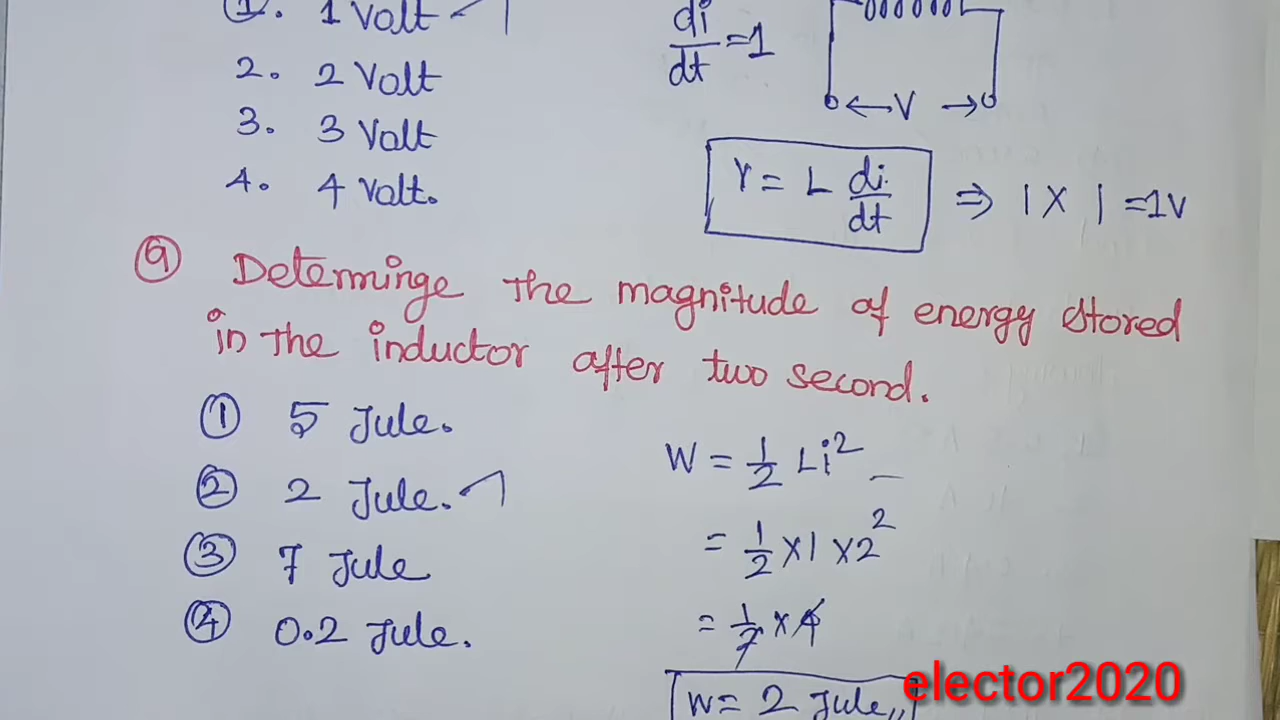 1. 1 Volt
2. 2 Volt
3. 3 Volt
4. 4 Volt.
di/dt = 1
V
V = L di/dt ⇒ 1 X 1 = 1V
9 Determinge the magnitude of energy stored
in the inductor after two second.
1 5 Jule.
2 2 Jule.
3 7 Jule
4 0.2 Jule.
W = 1/2 Li²
= 1/2 × 1 × 2²
= 1/2 × 4
W = 2 Jule,,
elector2020